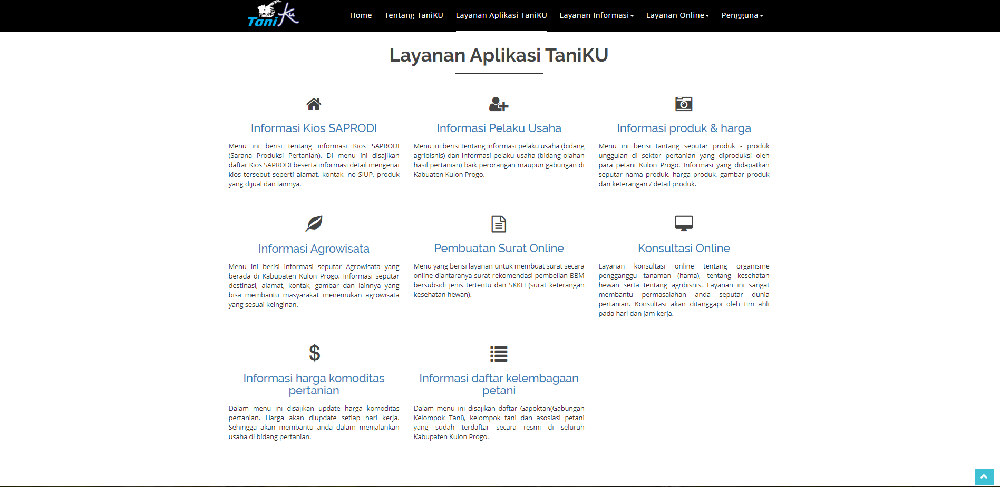 TaniKu
Home Tentang TaniKU Layanan Aplikasi TaniKU Layanan Informasi Layanan Online Pengguna
Layanan Aplikasi TaniKU
Informasi Kios SAPRODI
Menu ini berisi tentang informasi Kios SAPRODI
(Sarana Produksi Pertanian). Di menu ini disajikan
daftar Kios SAPRODI beserta informasi detail mengenai
kios tersebut seperti alamat, kontak, no SIUP, produk
yang dijual dan lainnya.
Informasi Pelaku Usaha
Menu ini berisi tentang informasi pelaku usaha (bidang
agribisnis) dan informasi pelaku usaha (bidang olahan
hasil pertanian) baik perorangan maupun gabungan di
Kabuaten Kulon Progo.
Informasi produk & harga
Menu ini berisi tantang seputar produk - produk
unggulan di sektor pertanian yang diproduksi oleh
para petani Kulon Progo. Informasi yang didapatkan
seputar nama produk, harga produk, gambar produk
dan keterangan / detail produk.
Informasi Agrowisata
Menu ini berisi informasi seputar Agrowisata yang
berada di Kabupaten Kulon Progo. Informasi seputar
destinasi, alamat, kontak, gambar dan lainnya yang
bisa membantu masyarakat menemukan agrowisata
yang sesuai keinginan.
Pembuatan Surat Online
Menu yang berisi layanan untuk membuat surat secara
online diantaranya surat rekomendasi pembelian BBM
bersubsidi jenis tertentu dan SKKH (surat keterangan
kesehatan hewan).
Konsultasi Online
Layanan konsultasi online tentang organisme
pengganggu tanaman (hama), tentang kesehatan
hewan serta tentang agribisnis. Layanan ini sangat
membantu permasalahan anda seputar dunia
pertanian. Konsultasi akan ditanggapi oleh tim ahli
pada hari dan jam kerja.
Informasi harga komoditas
pertanian
Dalam menu ini disajikan update harga komoditas
pertanian. Harga akan diupdate setiap hari kerja.
Sehingga akan membantu anda dalam menjalankan
usaha di bidang pertanian.
Informasi daftar kelembagaan
petani
Dalam menu ini disajikan daftar Gapoktan(Gabungan
Kelompok Tani), kelompok tani dan asosiasi petani
yang sudah terdaftar secara resmi di seluruh
Kabupaten Kulon Progo.